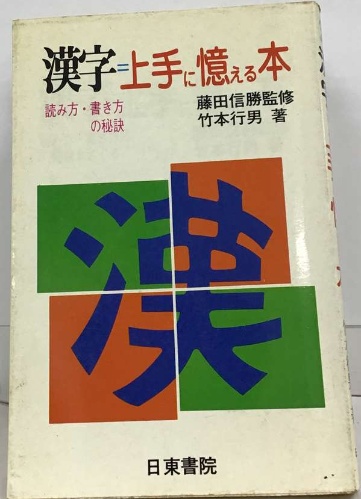 漢字=上手に憶える本
読み方・書き方
の秘訣
藤田信勝監修
竹本行男 著
漢
日東書院